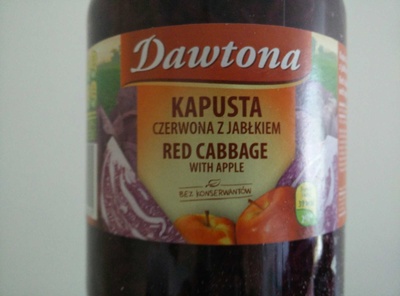 Dawtona
KAPUSTA
CZERWONA Z JABŁKIEM
RED CABBAGE
WITH APPLE
BEZ KONSERWANTÓW